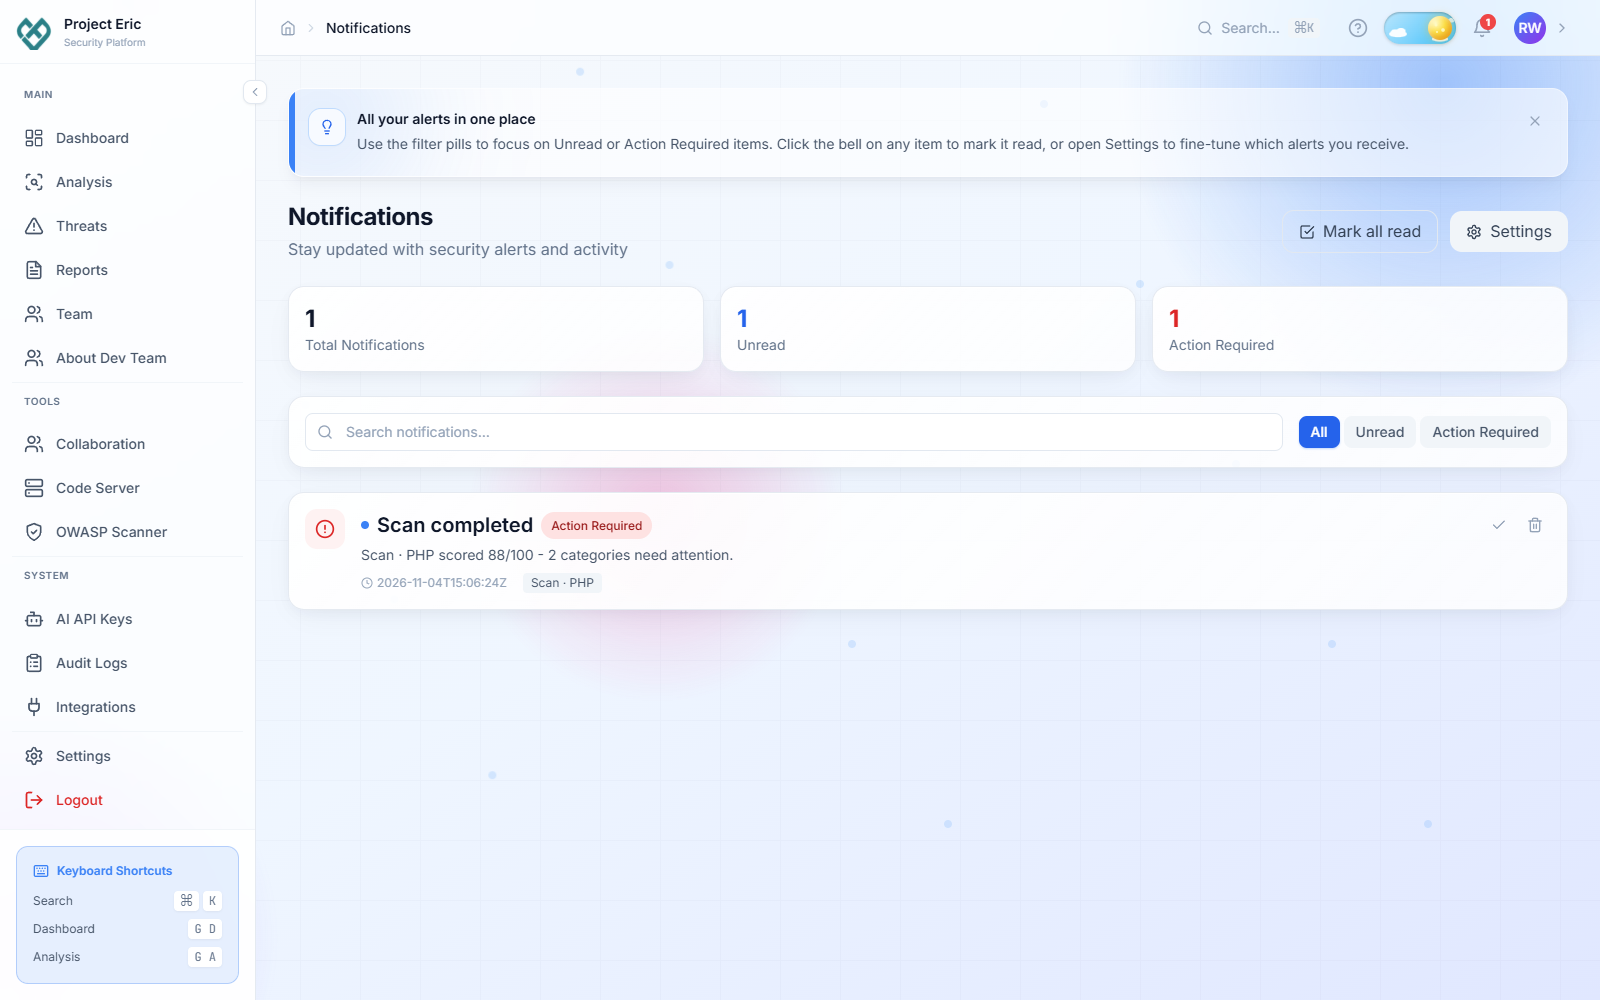 Project Eric
Security Platform
MAIN
Dashboard
Analysis
Threats
Reports
Team
About Dev Team
TOOLS
Collaboration
Code Server
OWASP Scanner
SYSTEM
AI API Keys
Audit Logs
Integrations
Settings
Logout
Keyboard Shortcuts
Search ⌘ K
Dashboard G D
Analysis G A
Notifications
Search... ⌘K
1
RW
All your alerts in one place
Use the filter pills to focus on Unread or Action Required items. Click the bell on any item to mark it read, or open Settings to fine-tune which alerts you receive.
Notifications
Stay updated with security alerts and activity
Mark all read
Settings
1
Total Notifications
1
Unread
1
Action Required
Search notifications...
All
Unread
Action Required
Scan completed Action Required
Scan · PHP scored 88/100 - 2 categories need attention.
2026-11-04T15:06:24Z Scan · PHP